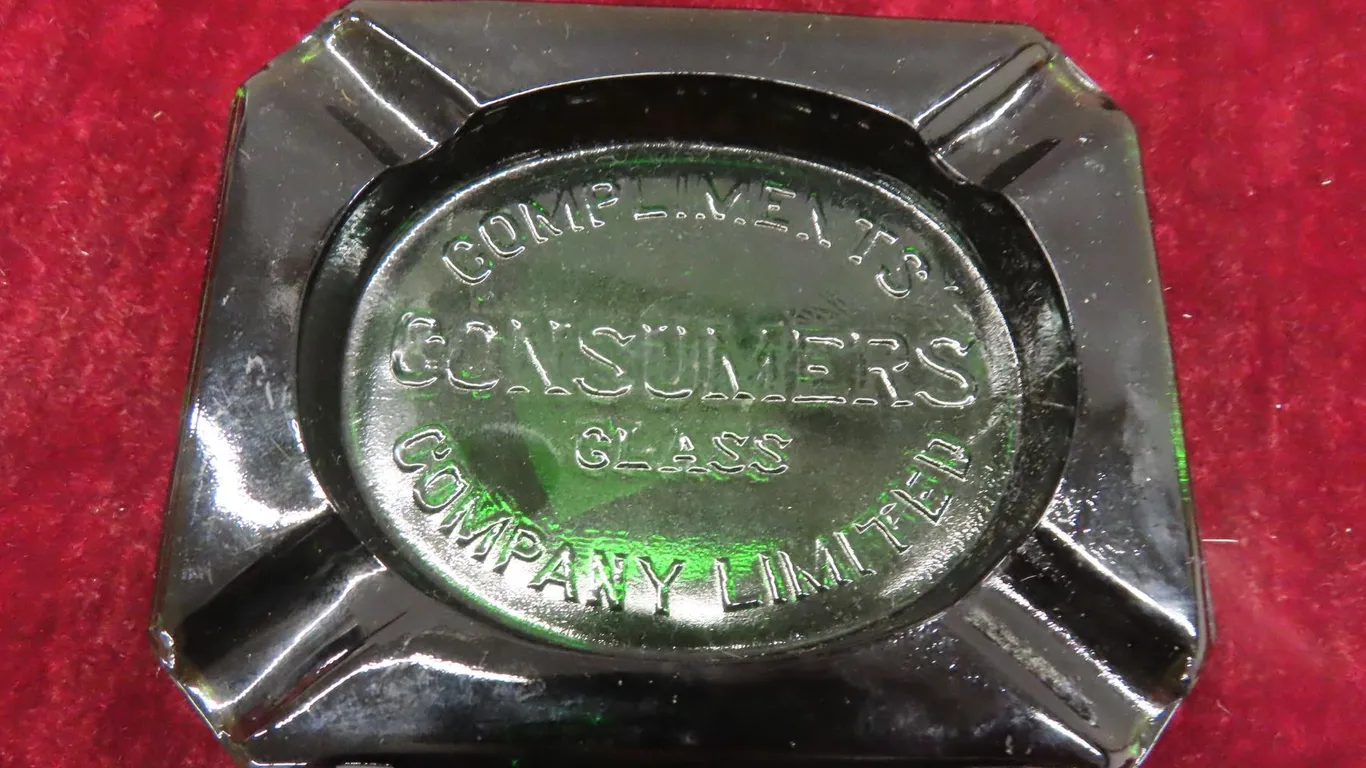 COMPLIMENTS
CONSUMERS
GLASS
COMPANY LIMITED